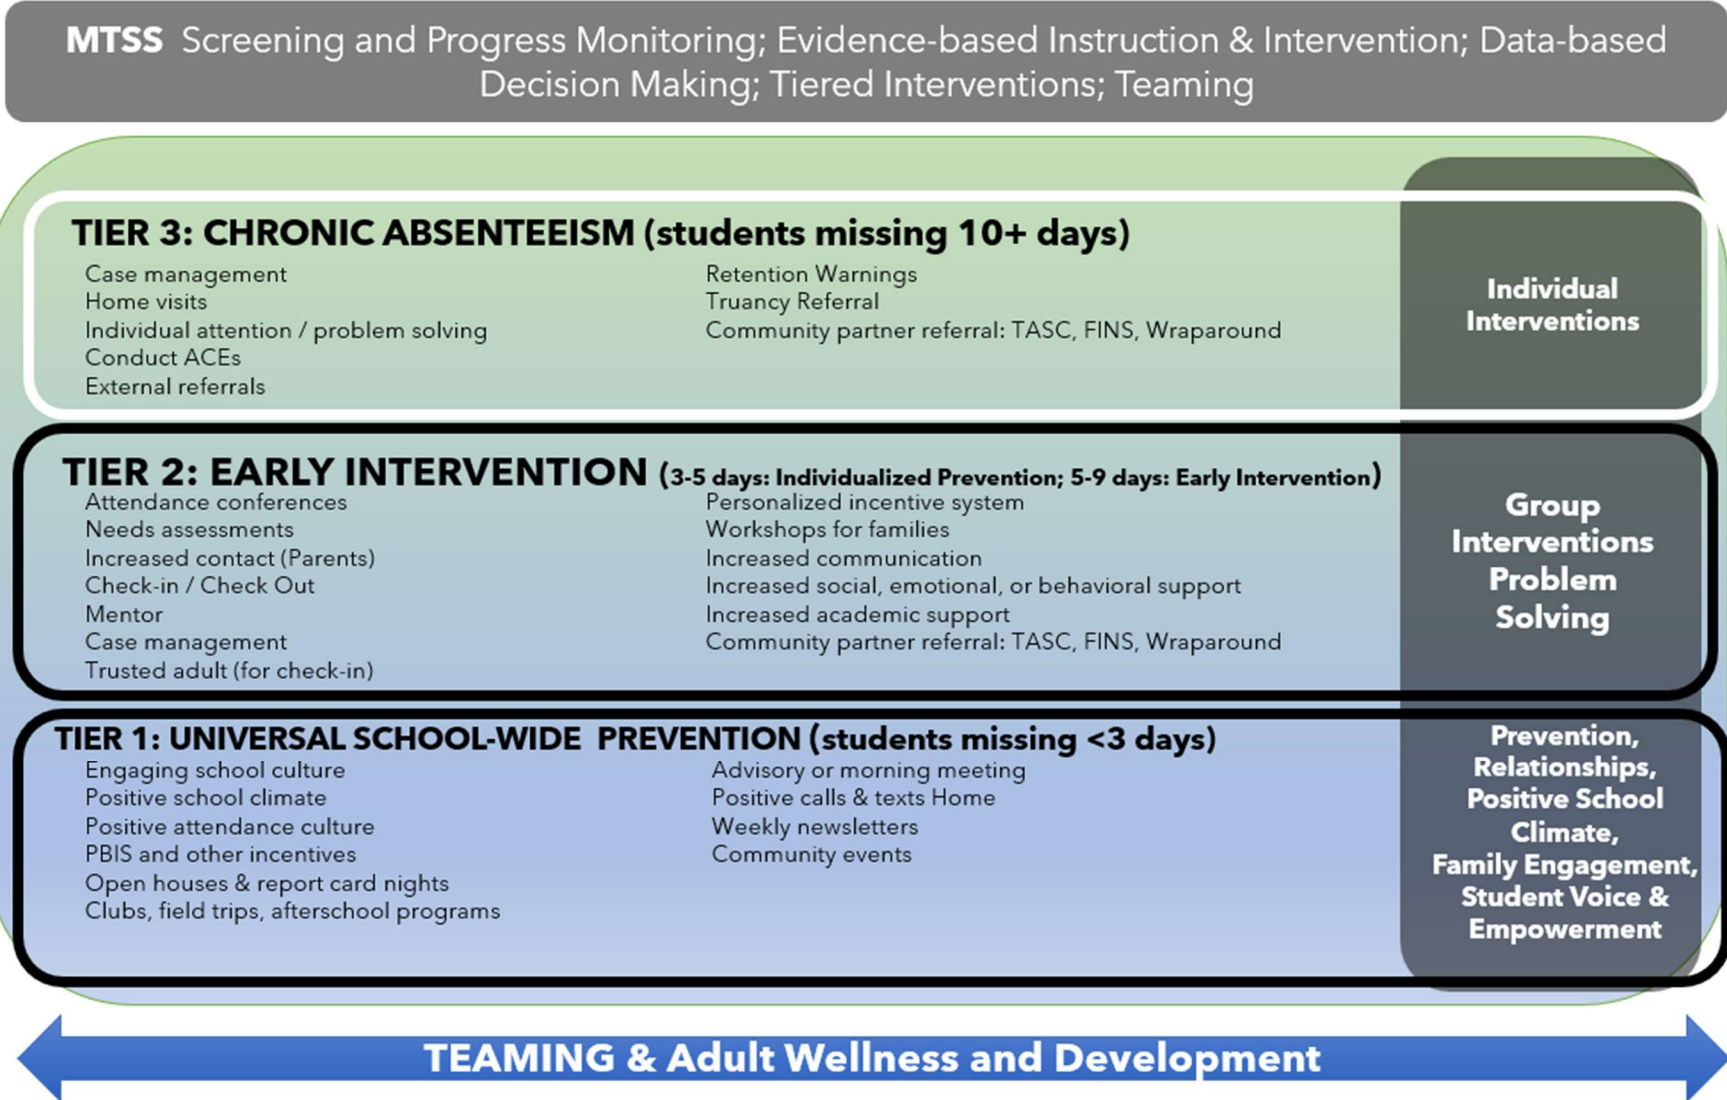 MTSS Screening and Progress Monitoring; Evidence-based Instruction & Intervention; Data-based
Decision Making; Tiered Interventions; Teaming
TIER 3: CHRONIC ABSENTEEISM (students missing 10+ days)
Case management
Home visits
Individual attention / problem solving
Conduct ACEs
External referrals
Retention Warnings
Truancy Referral
Community partner referral: TASC, FINS, Wraparound
Individual
Interventions
TIER 2: EARLY INTERVENTION (3-5 days: Individualized Prevention; 5-9 days: Early Intervention)
Attendance conferences
Needs assessments
Increased contact (Parents)
Check-in / Check Out
Mentor
Case management
Trusted adult (for check-in)
Personalized incentive system
Workshops for families
Increased communication
Increased social, emotional, or behavioral support
Increased academic support
Community partner referral: TASC, FINS, Wraparound
Group
Interventions
Problem
Solving
TIER 1: UNIVERSAL SCHOOL-WIDE PREVENTION (students missing <3 days)
Engaging school culture
Positive school climate
Positive attendance culture
PBIS and other incentives
Open houses & report card nights
Clubs, field trips, afterschool programs
Advisory or morning meeting
Positive calls & texts Home
Weekly newsletters
Community events
Prevention,
Relationships,
Positive School
Climate,
Family Engagement,
Student Voice &
Empowerment
TEAMING & Adult Wellness and Development